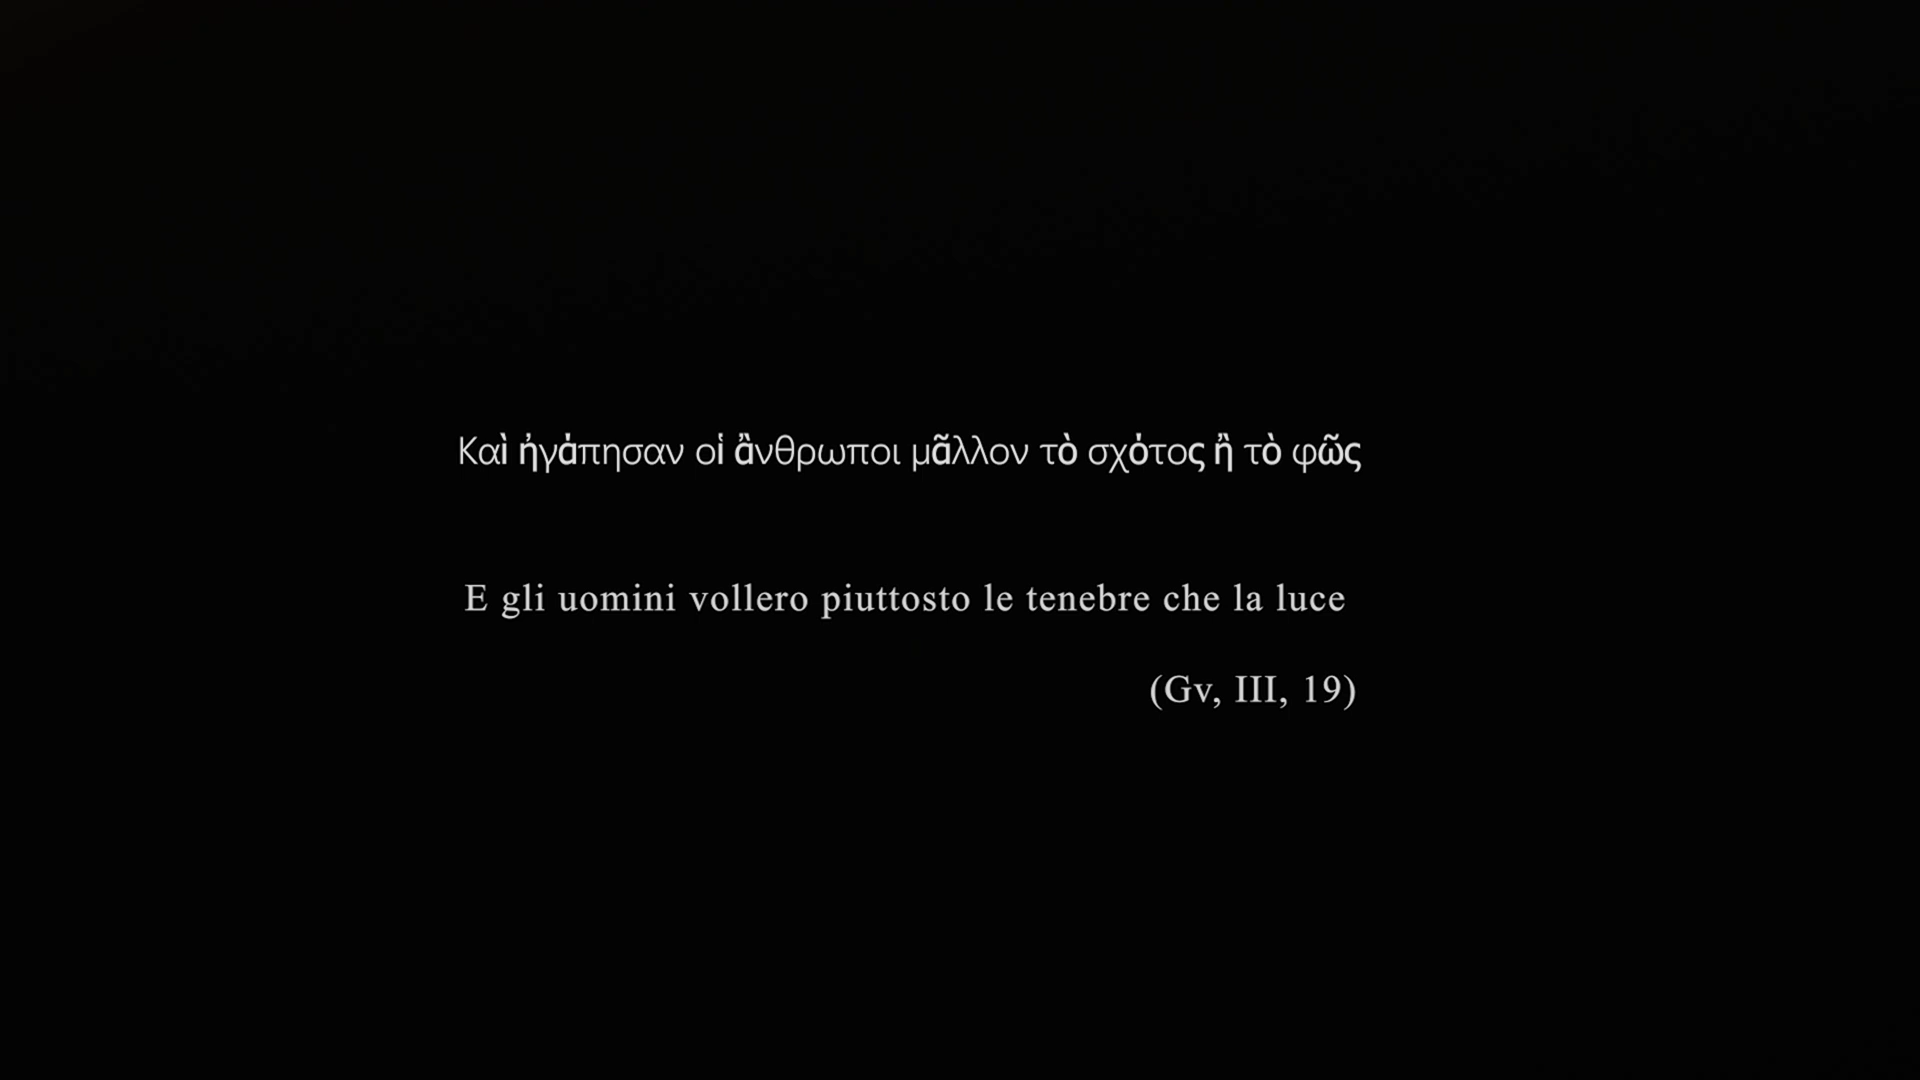 Καὶ ἠγάπησαν οἱ ἂνθρωποι μᾶλλον τὸ σχότος ἢ τὸ φῶς
E gli uomini vollero piuttosto le tenebre che la luce
(Gv, III, 19)